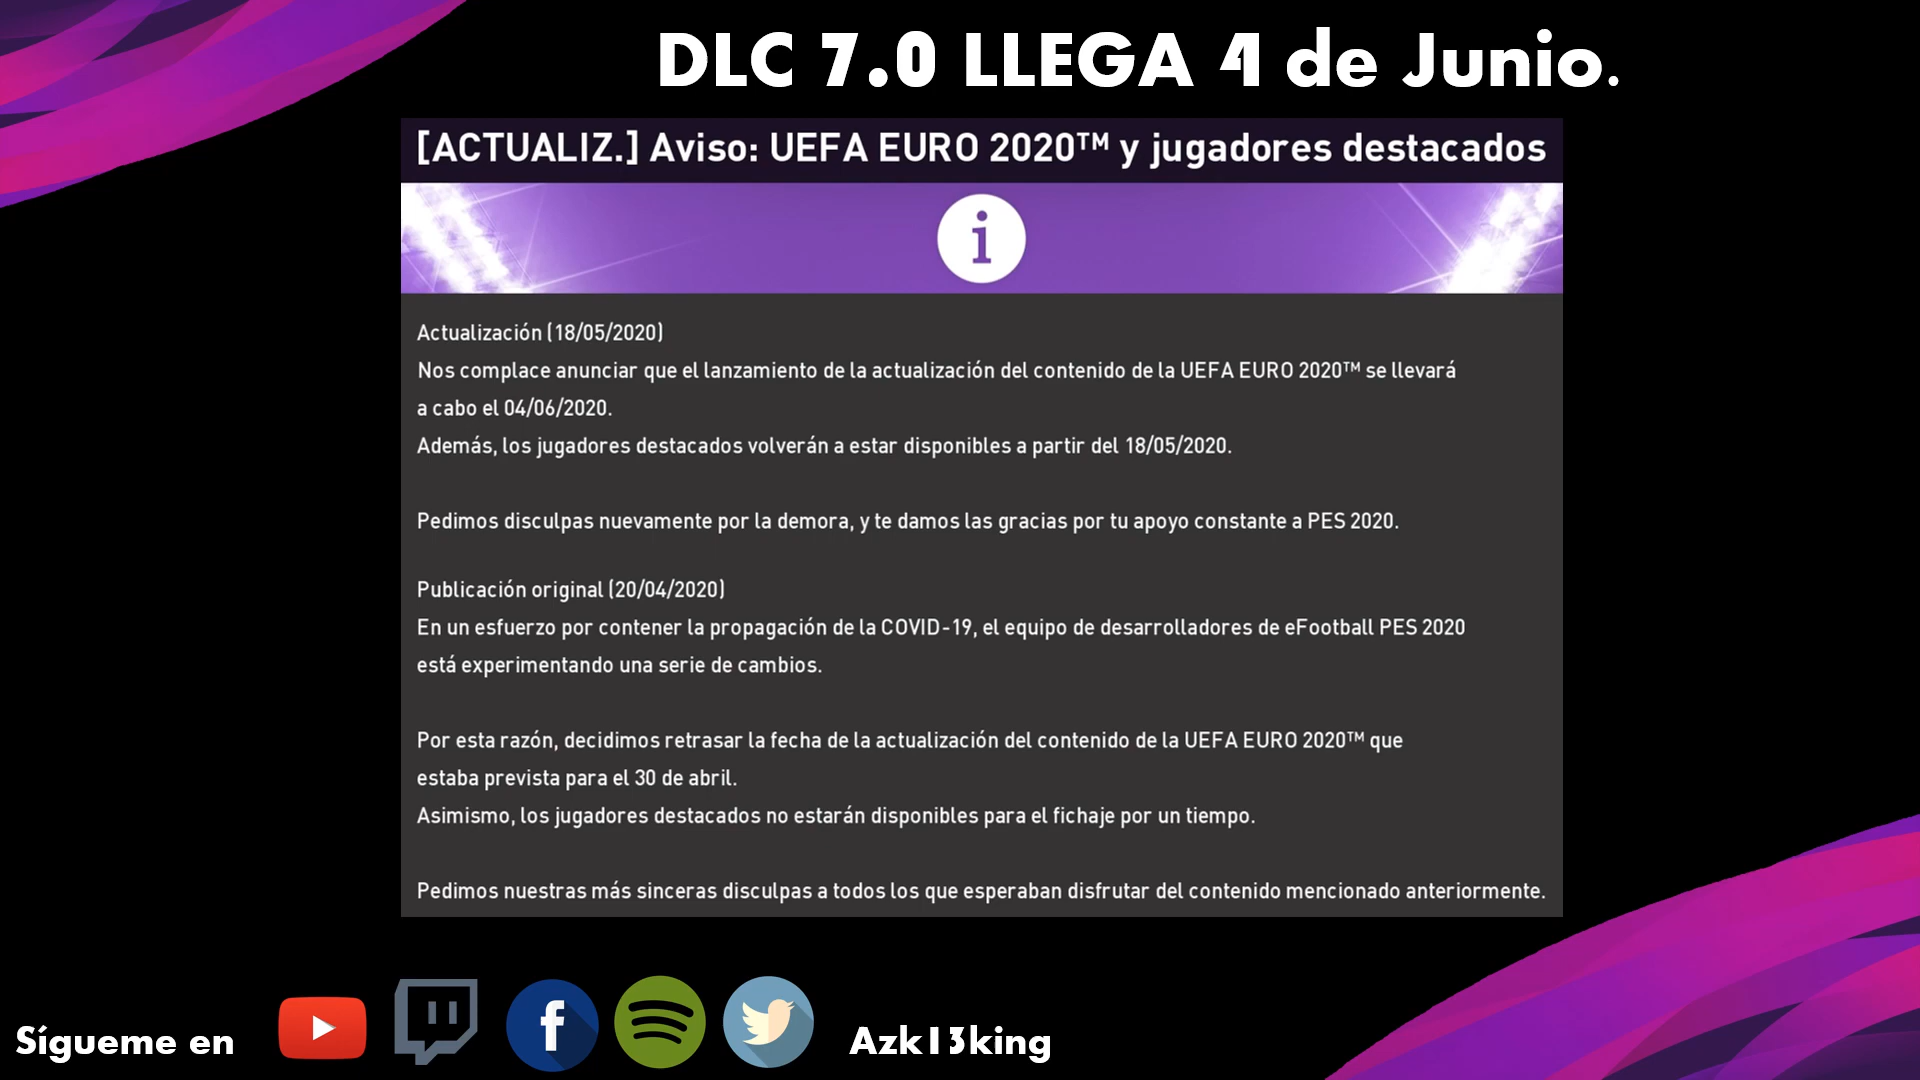 DLC 7.0 LLEGA 4 de Junio.
[ACTUALIZ.] Aviso: UEFA EURO 2020™ y jugadores destacados
i
Actualización (18/05/2020)
Nos complace anunciar que el lanzamiento de la actualización del contenido de la UEFA EURO 2020™ se llevará
a cabo el 04/06/2020.
Además, los jugadores destacados volverán a estar disponibles a partir del 18/05/2020.
Pedimos disculpas nuevamente por la demora, y te damos las gracias por tu apoyo constante a PES 2020.
Publicación original (20/04/2020)
En un esfuerzo por contener la propagación de la COVID-19, el equipo de desarrolladores de eFootball PES 2020
está experimentando una serie de cambios.
Por esta razón, decidimos retrasar la fecha de la actualización del contenido de la UEFA EURO 2020™ que
estaba prevista para el 30 de abril.
Asimismo, los jugadores destacados no estarán disponibles para el fichaje por un tiempo.
Pedimos nuestras más sinceras disculpas a todos los que esperaban disfrutar del contenido mencionado anteriormente.
Sígueme en f Azk13king